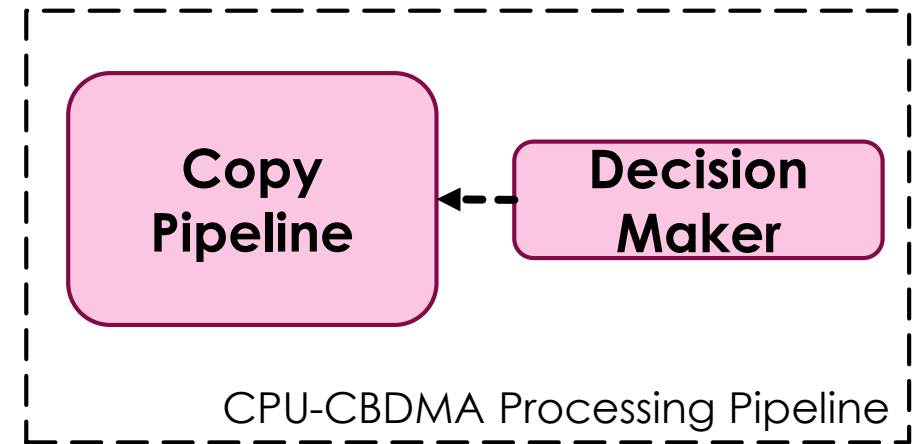 Copy
Pipeline
Decision
Maker
CPU-CBDMA Processing Pipeline